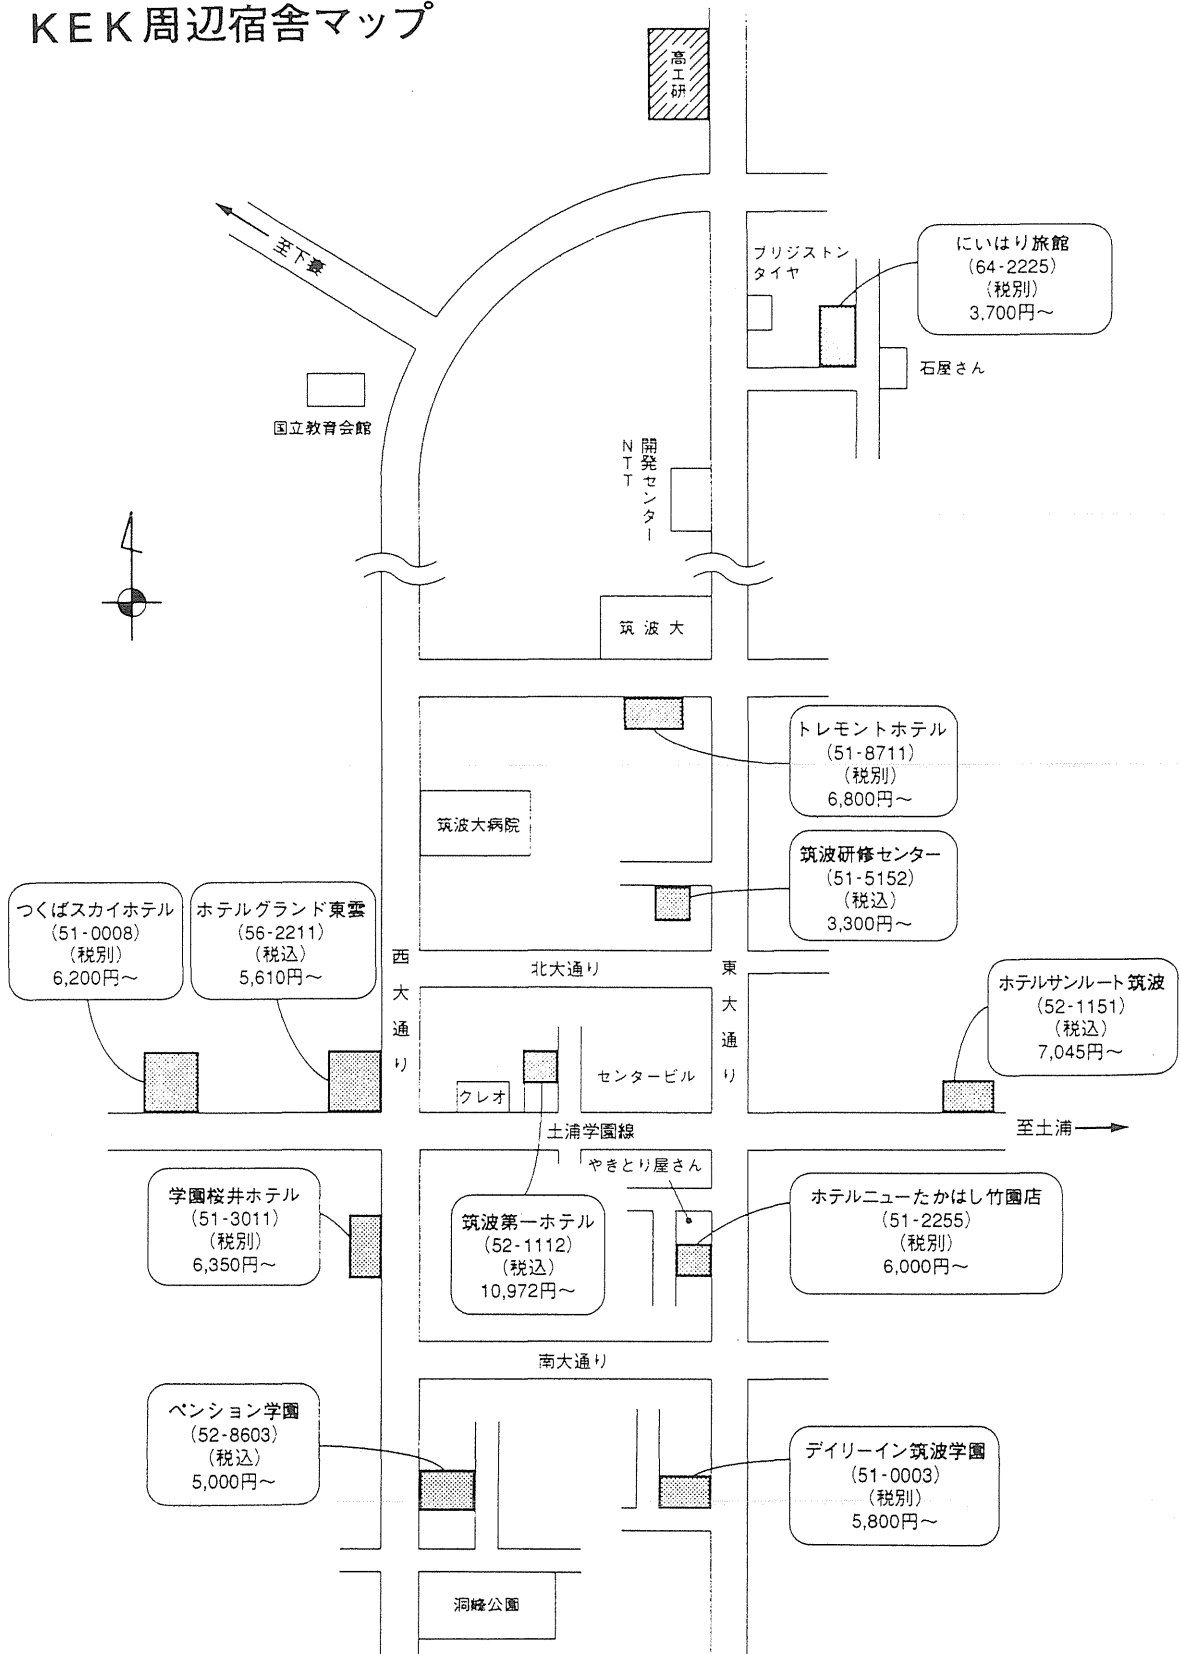 KEK周辺宿舎マップ
高工研
至下妻
ブリジストン
タイヤ
にいはり旅館
(64-2225)
(税別)
3,700円～
石屋さん
国立教育会館
開発センター
NTT
筑波大
トレモントホテル
(51-8711)
(税別)
6,800円～
筑波大病院
筑波研修センター
(51-5152)
(税込)
3,300円～
つくばスカイホテル
(51-0008)
(税別)
6,200円～
ホテルグランド東雲
(56-2211)
(税込)
5,610円～
西大通り
北大通り
東大通り
ホテルサンルート筑波
(52-1151)
(税込)
7,045円～
クレオ
センタービル
土浦学園線
至土浦
やきとり屋さん
学園桜井ホテル
(51-3011)
(税別)
6,350円～
筑波第一ホテル
(52-1112)
(税込)
10,972円～
ホテルニューたかはし竹園店
(51-2255)
(税別)
6,000円～
南大通り
ペンション学園
(52-8603)
(税込)
5,000円～
デイリーイン筑波学園
(51-0003)
(税別)
5,800円～
洞峰公園